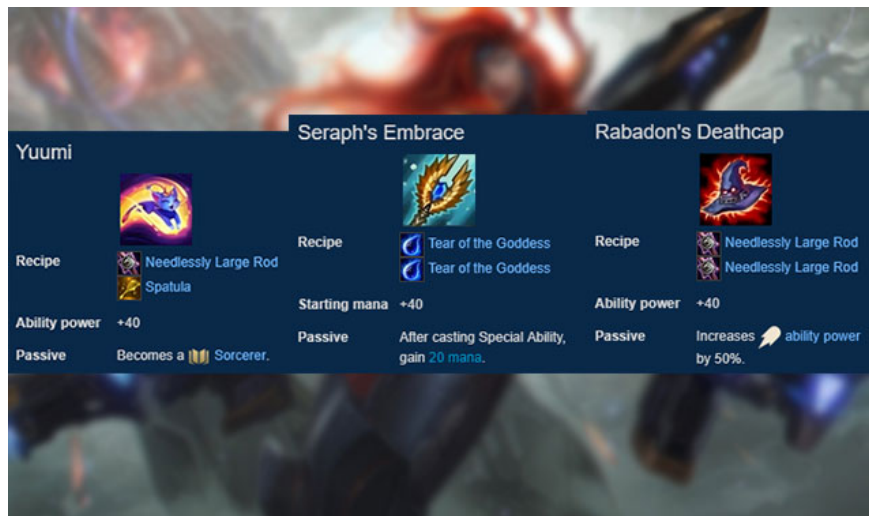 Yuumi
Recipe
Needlessly Large Rod
Spatula
Ability power +40
Passive Becomes a Sorcerer.
Seraph's Embrace
Recipe
Tear of the Goddess
Tear of the Goddess
Starting mana +40
Passive After casting Special Ability,
gain 20 mana.
Rabadon's Deathcap
Recipe
Needlessly Large Rod
Needlessly Large Rod
Ability power +40
Passive Increases ability power
by 50%.